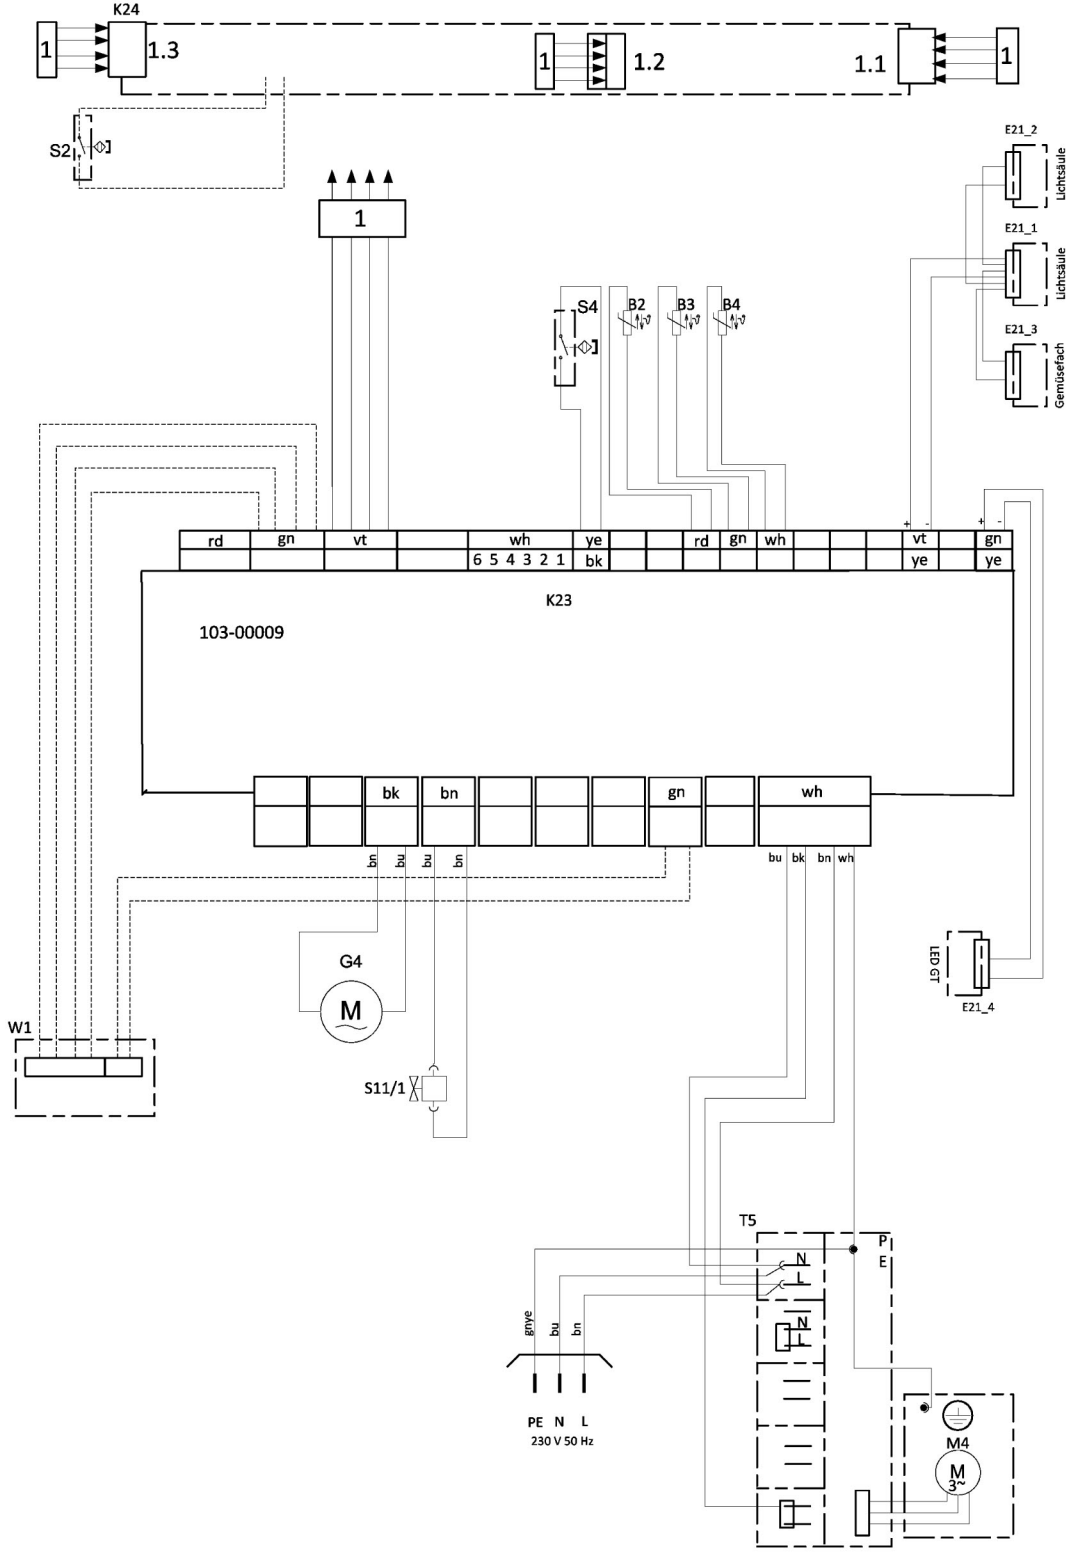 K24
1
1.3
1
1.2
1.1
1
S2
E21_2
Lichtsäule
E21_1
Lichtsäule
E21_3
Gemüsefach
1
S4
B2
B3
B4
+ -
+ -
rd gn vt wh ye rd gn wh vt gn
6 5 4 3 2 1 bk ye ye
K23
103-00009
bk bn gn wh
bn bu bu bn bu bk bn wh
G4
M
LED GT
E21_4
W1
S11/1
T5
P
E
N
L
N
L
gnye bu bn
PE N L
230 V 50 Hz
M4
M
3~